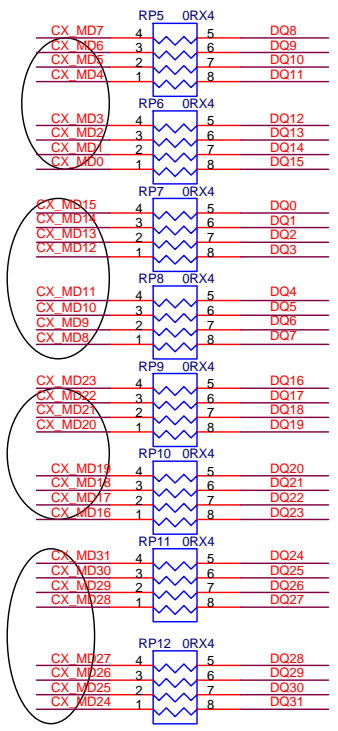 RP5 0RX4
CX_MD7 4 5 DQ8
CX_MD6 3 6 DQ9
CX_MD5 2 7 DQ10
CX_MD4 1 8 DQ11
RP6 0RX4
CX_MD3 4 5 DQ12
CX_MD2 3 6 DQ13
CX_MD1 2 7 DQ14
CX_MD0 1 8 DQ15
RP7 0RX4
CX_MD15 4 5 DQ0
CX_MD14 3 6 DQ1
CX_MD13 2 7 DQ2
CX_MD12 1 8 DQ3
RP8 0RX4
CX_MD11 4 5 DQ4
CX_MD10 3 6 DQ5
CX_MD9 2 7 DQ6
CX_MD8 1 8 DQ7
RP9 0RX4
CX_MD23 4 5 DQ16
CX_MD22 3 6 DQ17
CX_MD21 2 7 DQ18
CX_MD20 1 8 DQ19
RP10 0RX4
CX_MD19 4 5 DQ20
CX_MD18 3 6 DQ21
CX_MD17 2 7 DQ22
CX_MD16 1 8 DQ23
RP11 0RX4
CX_MD31 4 5 DQ24
CX_MD30 3 6 DQ25
CX_MD29 2 7 DQ26
CX_MD28 1 8 DQ27
RP12 0RX4
CX_MD27 4 5 DQ28
CX_MD26 3 6 DQ29
CX_MD25 2 7 DQ30
CX_MD24 1 8 DQ31